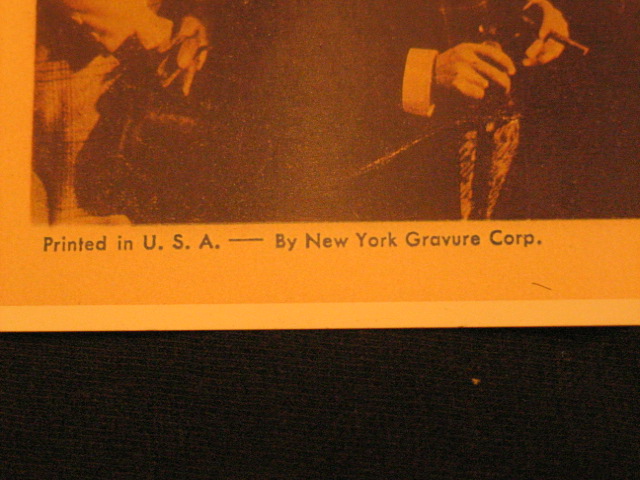 Printed in U. S. A. — By New York Gravure Corp.